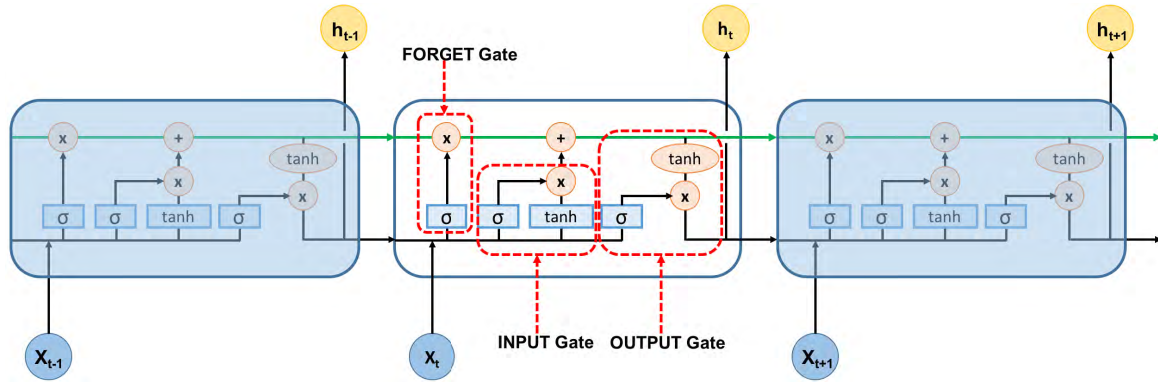 h t-1
h t
h t+1
FORGET Gate
x + tanh x x
σ σ tanh σ
x + tanh x x
σ σ tanh σ
x + tanh x x
σ σ tanh σ
INPUT Gate
OUTPUT Gate
X t-1
X t
X t+1